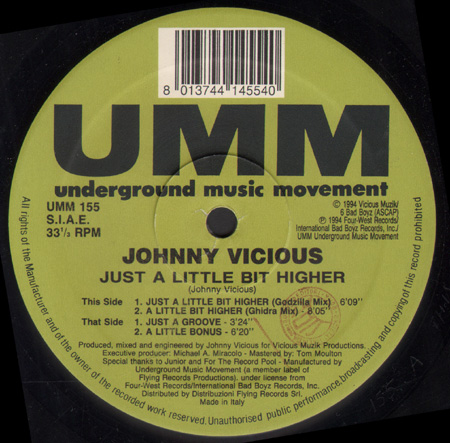 8 013744 145540
UMM
underground music movement
UMM 155
S.I.A.E.
33⅓ RPM
© 1994 Vicious Muzik/
6 Bad Boyz (ASCAP)
℗ 1994 Four-West Records/
International Bad Boyz Records, Inc./
UMM Underground Music Movement
JOHNNY VICIOUS
JUST A LITTLE BIT HIGHER
(Johnny Vicious)
This Side 1. JUST A LITTLE BIT HIGHER (Godzilla Mix) - 6'09''
2. A LITTLE BIT HIGHER (Ghidra Mix) - 8'05''
That Side 1. JUST A GROOVE - 3'24''
2. A LITTLE BONUS - 6'20''
Produced, mixed and engineered by Johnny Vicious for Vicious Muzik Productions.
Executive producer: Michael A. Miracolo - Mastered by: Tom Moulton
Special thanks to Junior and For The Record Pool - Manufactured by
Underground Music Movement (a member label of
Flying Records Productions). under license from
Four-West Records/International Bad Boyz Records, Inc.
Distributed by Distribuzioni Flying Records Srl.
Made in Italy
All rights of the Manufacturer and of the owner of the recorded work reserved. Unauthorised public performance, broadcasting and copying of this record prohibited